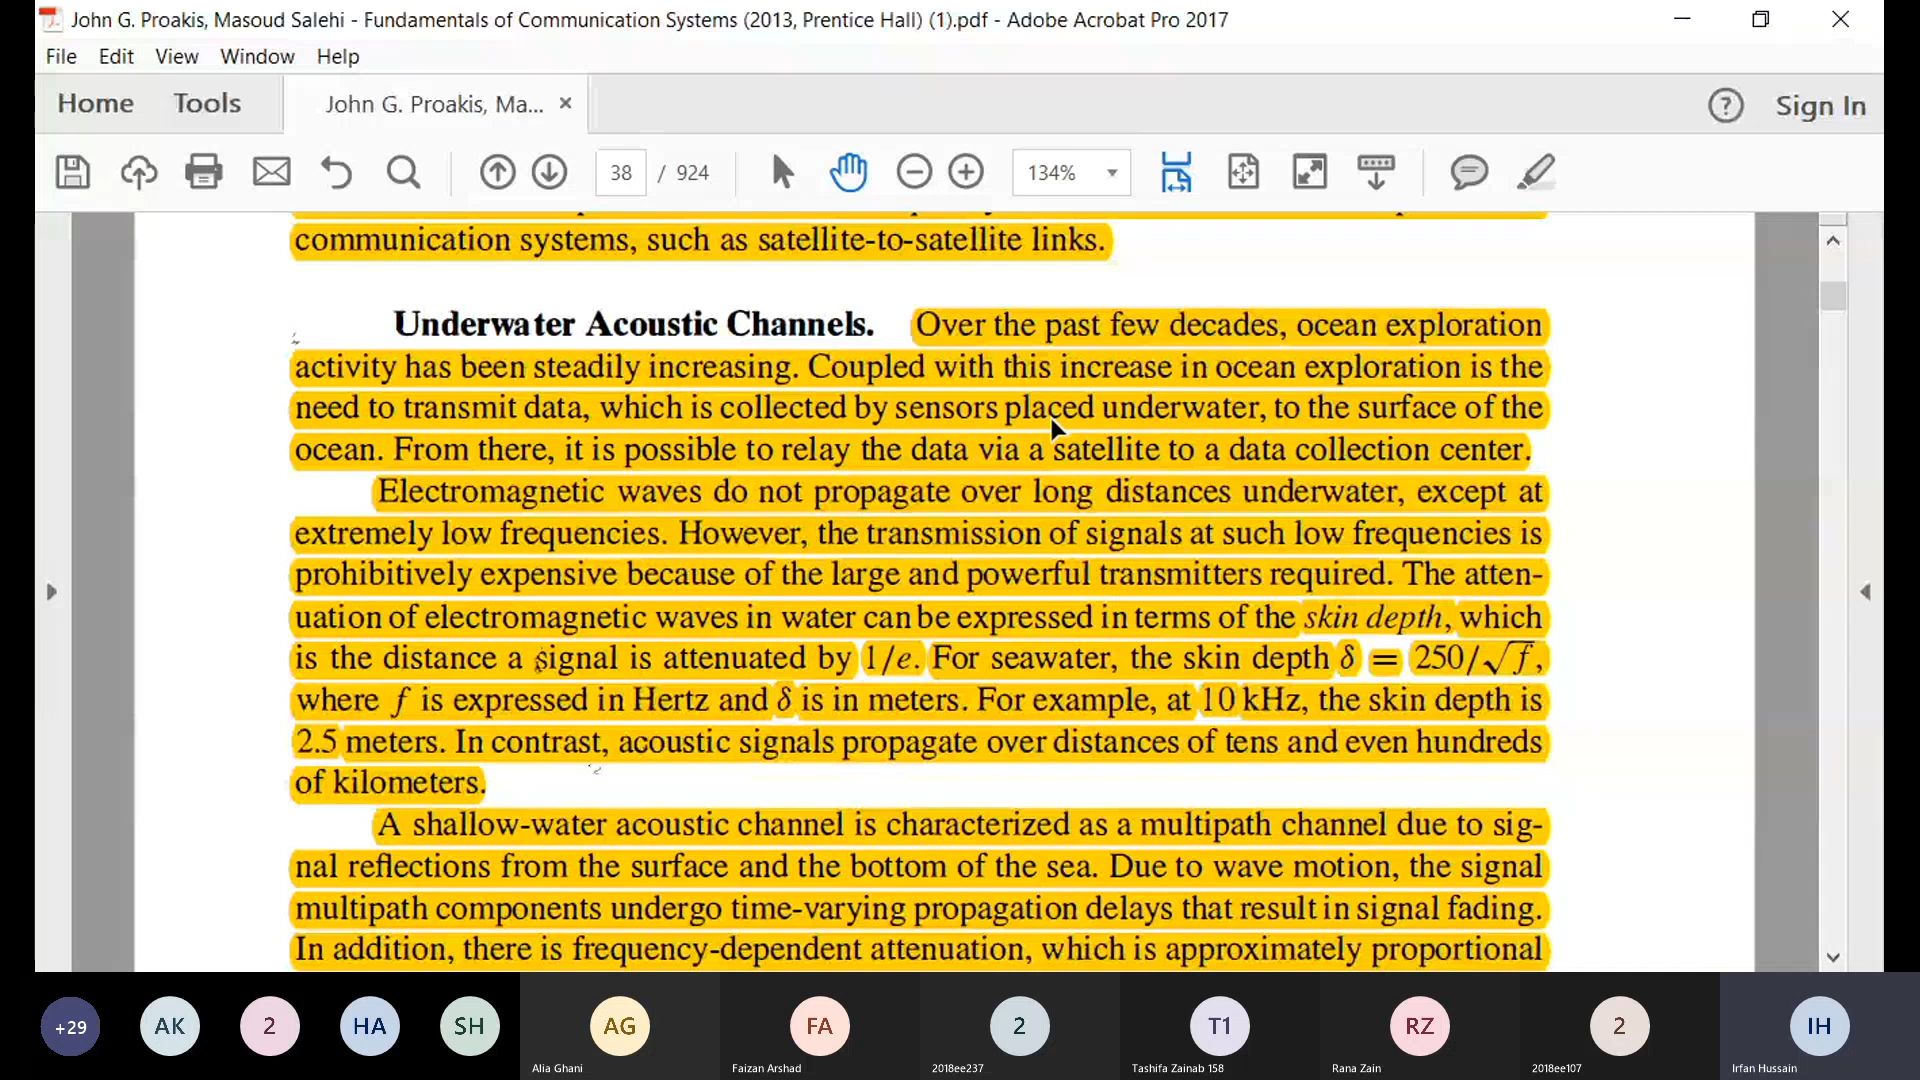 John G. Proakis, Masoud Salehi - Fundamentals of Communication Systems (2013, Prentice Hall) (1).pdf - Adobe Acrobat Pro 2017
File Edit View Window Help
Home Tools John G. Proakis, Ma... × ? Sign In
38 / 924 134%
communication systems, such as satellite-to-satellite links.
Underwater Acoustic Channels. Over the past few decades, ocean exploration
activity has been steadily increasing. Coupled with this increase in ocean exploration is the
need to transmit data, which is collected by sensors placed underwater, to the surface of the
ocean. From there, it is possible to relay the data via a satellite to a data collection center.
Electromagnetic waves do not propagate over long distances underwater, except at
extremely low frequencies. However, the transmission of signals at such low frequencies is
prohibitively expensive because of the large and powerful transmitters required. The atten-
uation of electromagnetic waves in water can be expressed in terms of the skin depth, which
is the distance a signal is attenuated by 1/e. For seawater, the skin depth δ = 250/√f,
where f is expressed in Hertz and δ is in meters. For example, at 10 kHz, the skin depth is
2.5 meters. In contrast, acoustic signals propagate over distances of tens and even hundreds
of kilometers.
A shallow-water acoustic channel is characterized as a multipath channel due to sig-
nal reflections from the surface and the bottom of the sea. Due to wave motion, the signal
multipath components undergo time-varying propagation delays that result in signal fading.
In addition, there is frequency-dependent attenuation, which is approximately proportional
+29 AK 2 HA SH AG FA 2 T1 RZ 2 IH
Alia Ghani Faizan Arshad 2018ee237 Tashifa Zainab 158 Rana Zain 2018ee107 Irfan Hussain